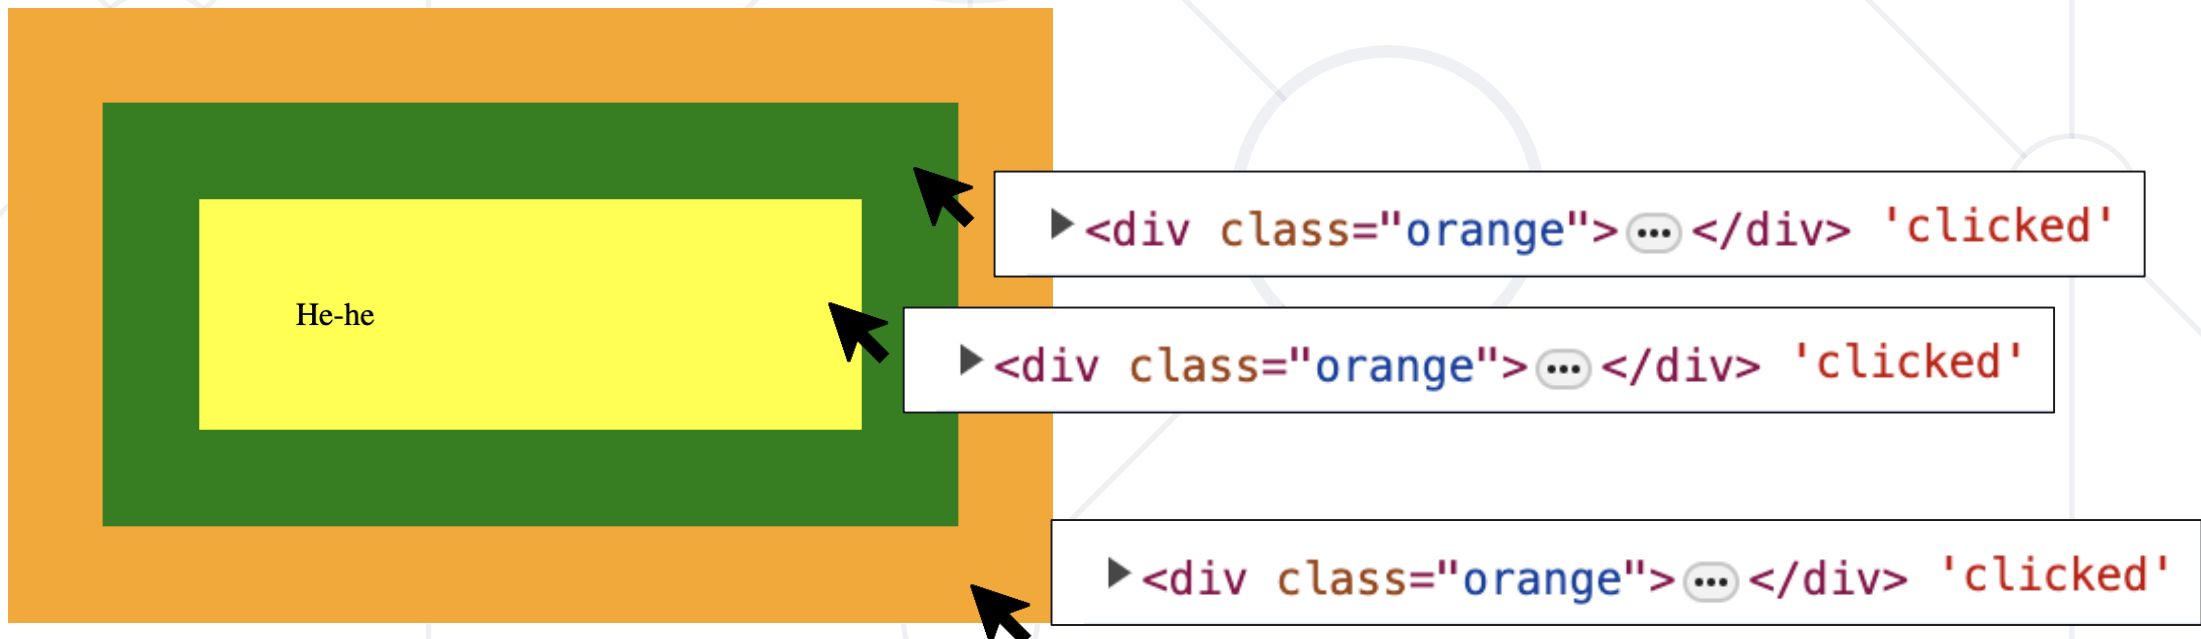 ▶<div class="orange">•••</div> 'clicked'
He-he
▶<div class="orange">•••</div> 'clicked'
▶<div class="orange">•••</div> 'clicked'